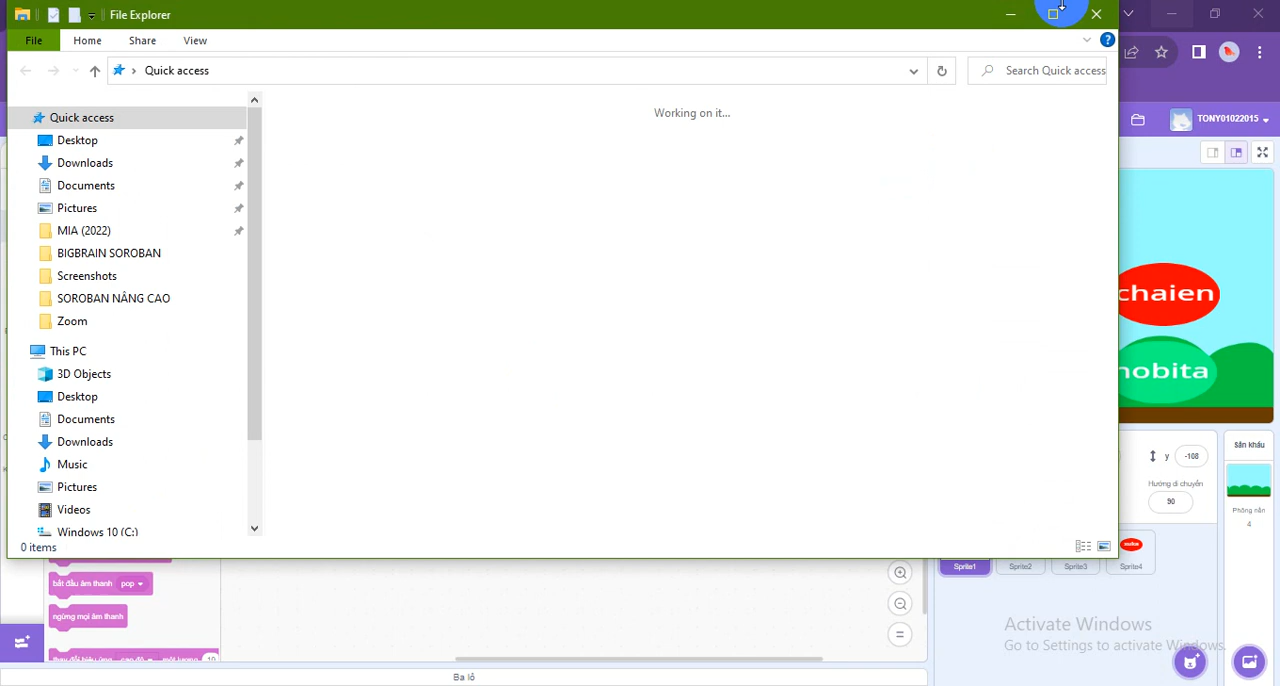 File Explorer
File Home Share View
Quick access
Search Quick access
Working on it...
Quick access
Desktop
Downloads
Documents
Pictures
MIA (2022)
BIGBRAIN SOROBAN
Screenshots
SOROBAN NÂNG CAO
Zoom
This PC
3D Objects
Desktop
Documents
Downloads
Music
Pictures
Videos
Windows 10 (C:)
0 items
TONY01022015
chaien
nobita
y -108
Hướng di chuyển
90
Sân khấu
Phông nền
4
Sprite1 Sprite2 Sprite3 Sprite4
bắt đầu âm thanh pop
ngừng mọi âm thanh
10
Activate Windows
Go to Settings to activate Windows.
Ba lô